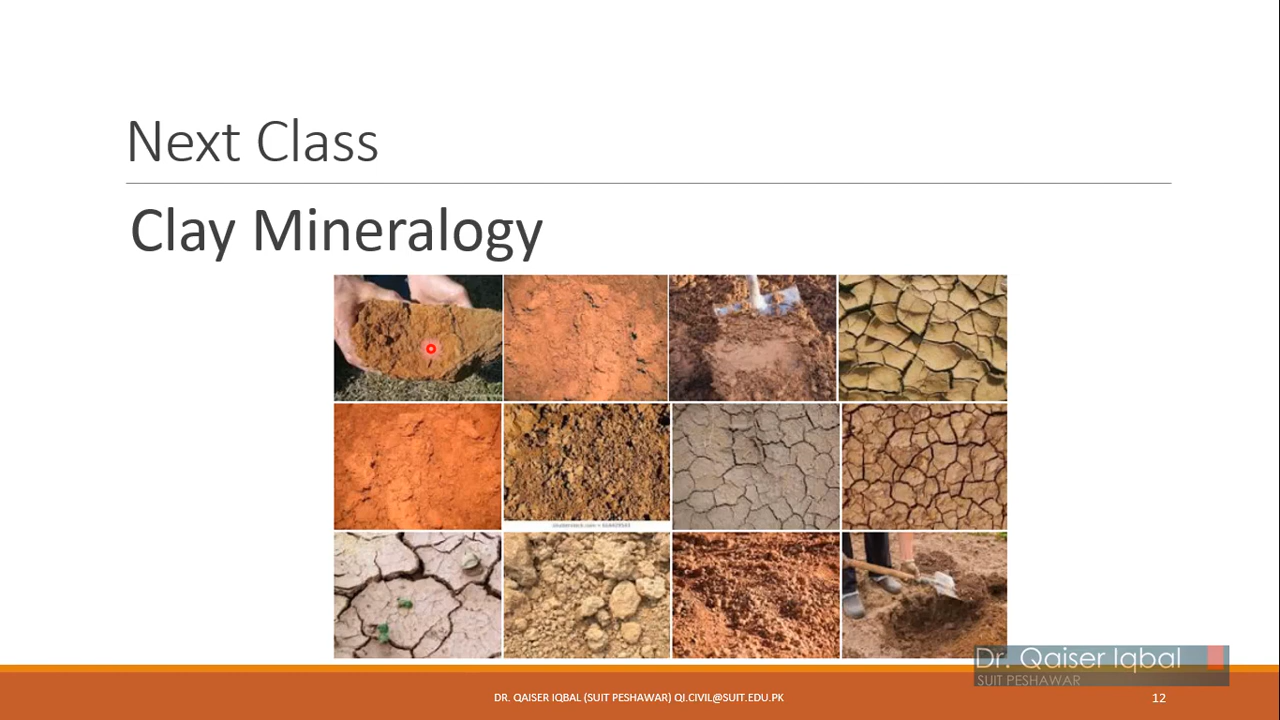 Next Class
Clay Mineralogy
Dr. Qaiser Iqbal
SUIT PESHAWAR
DR. QAISER IQBAL (SUIT PESHAWAR) QI.CIVIL@SUIT.EDU.PK
12